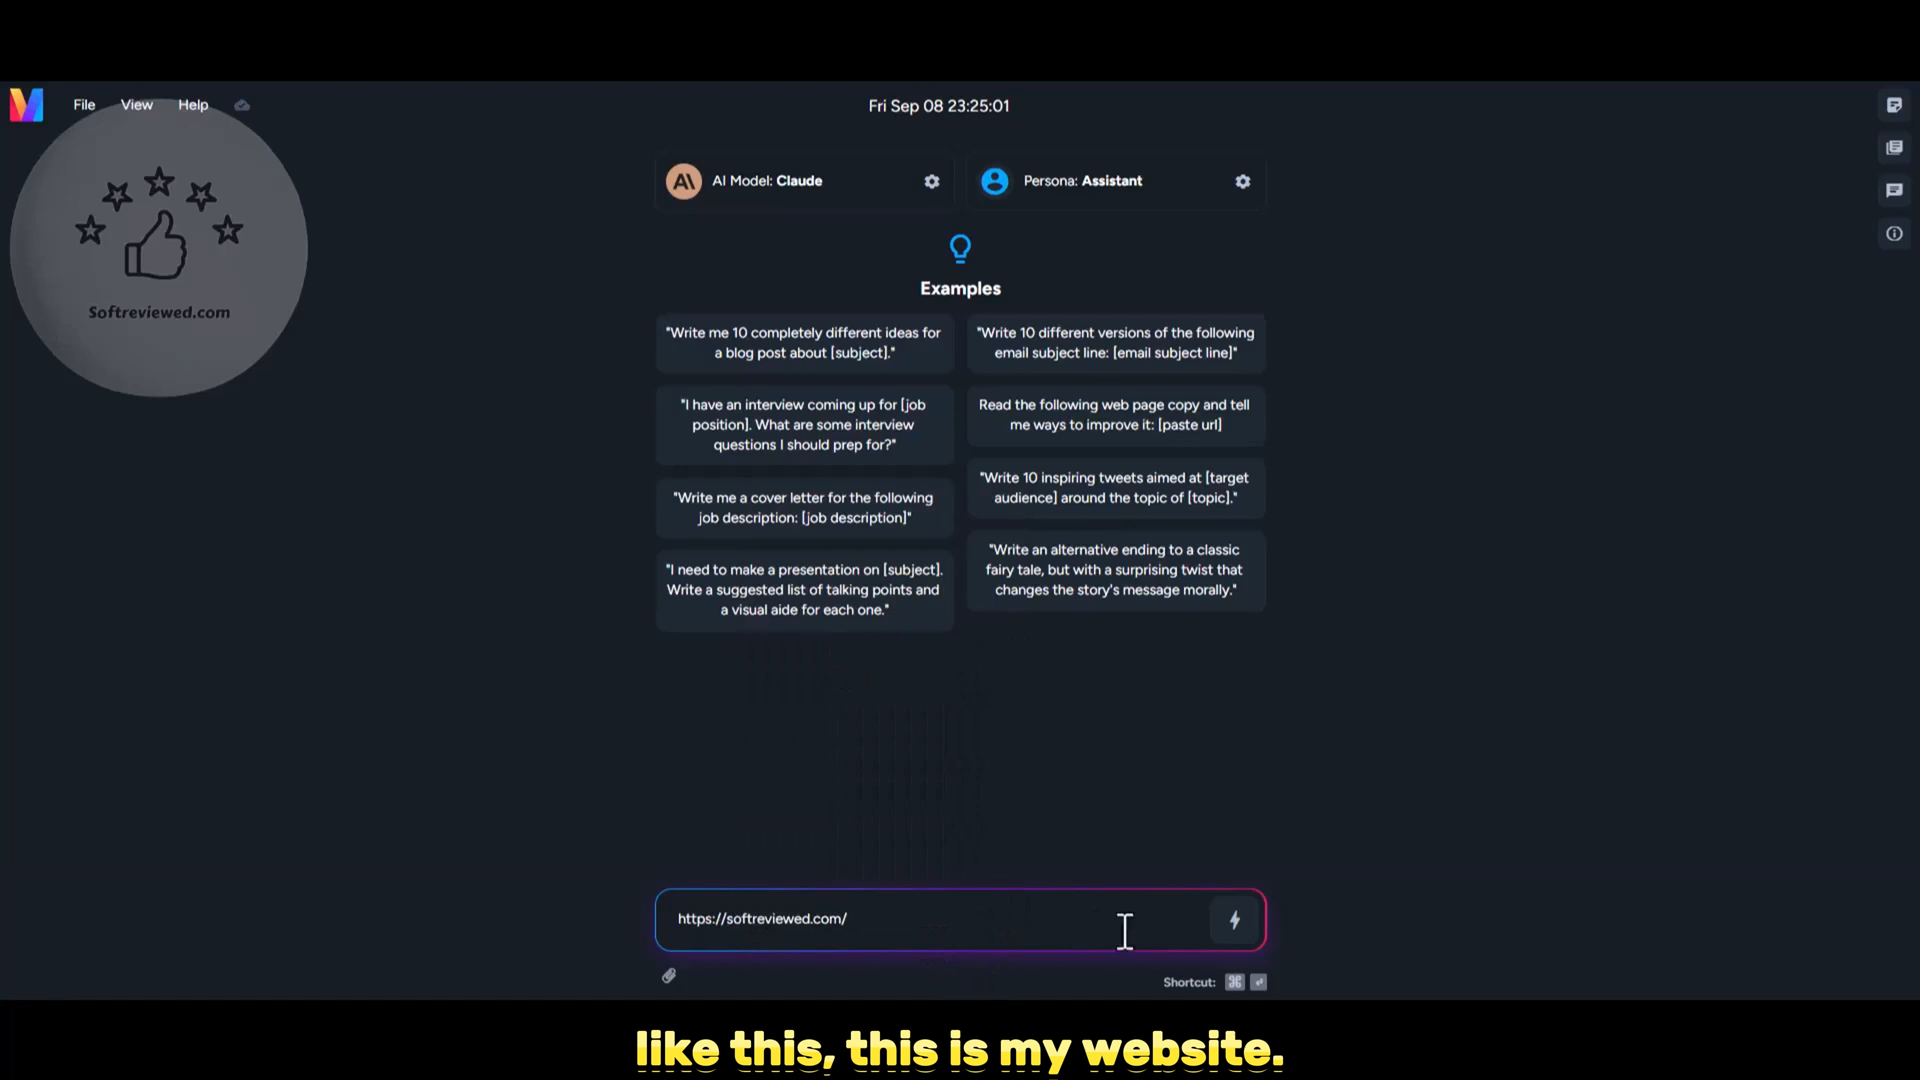 File View Help
Fri Sep 08 23:25:01
Softreviewed.com
AI Model: Claude
Persona: Assistant
Examples
"Write me 10 completely different ideas for
a blog post about [subject]."
"I have an interview coming up for [job
position]. What are some interview
questions I should prep for?"
"Write me a cover letter for the following
job description: [job description]"
"I need to make a presentation on [subject].
Write a suggested list of talking points and
a visual aide for each one."
"Write 10 different versions of the following
email subject line: [email subject line]"
Read the following web page copy and tell
me ways to improve it: [paste url]
"Write 10 inspiring tweets aimed at [target
audience] around the topic of [topic]."
"Write an alternative ending to a classic
fairy tale, but with a surprising twist that
changes the story's message morally."
https://softreviewed.com/
Shortcut: ⌘ ↵
like this, this is my website.